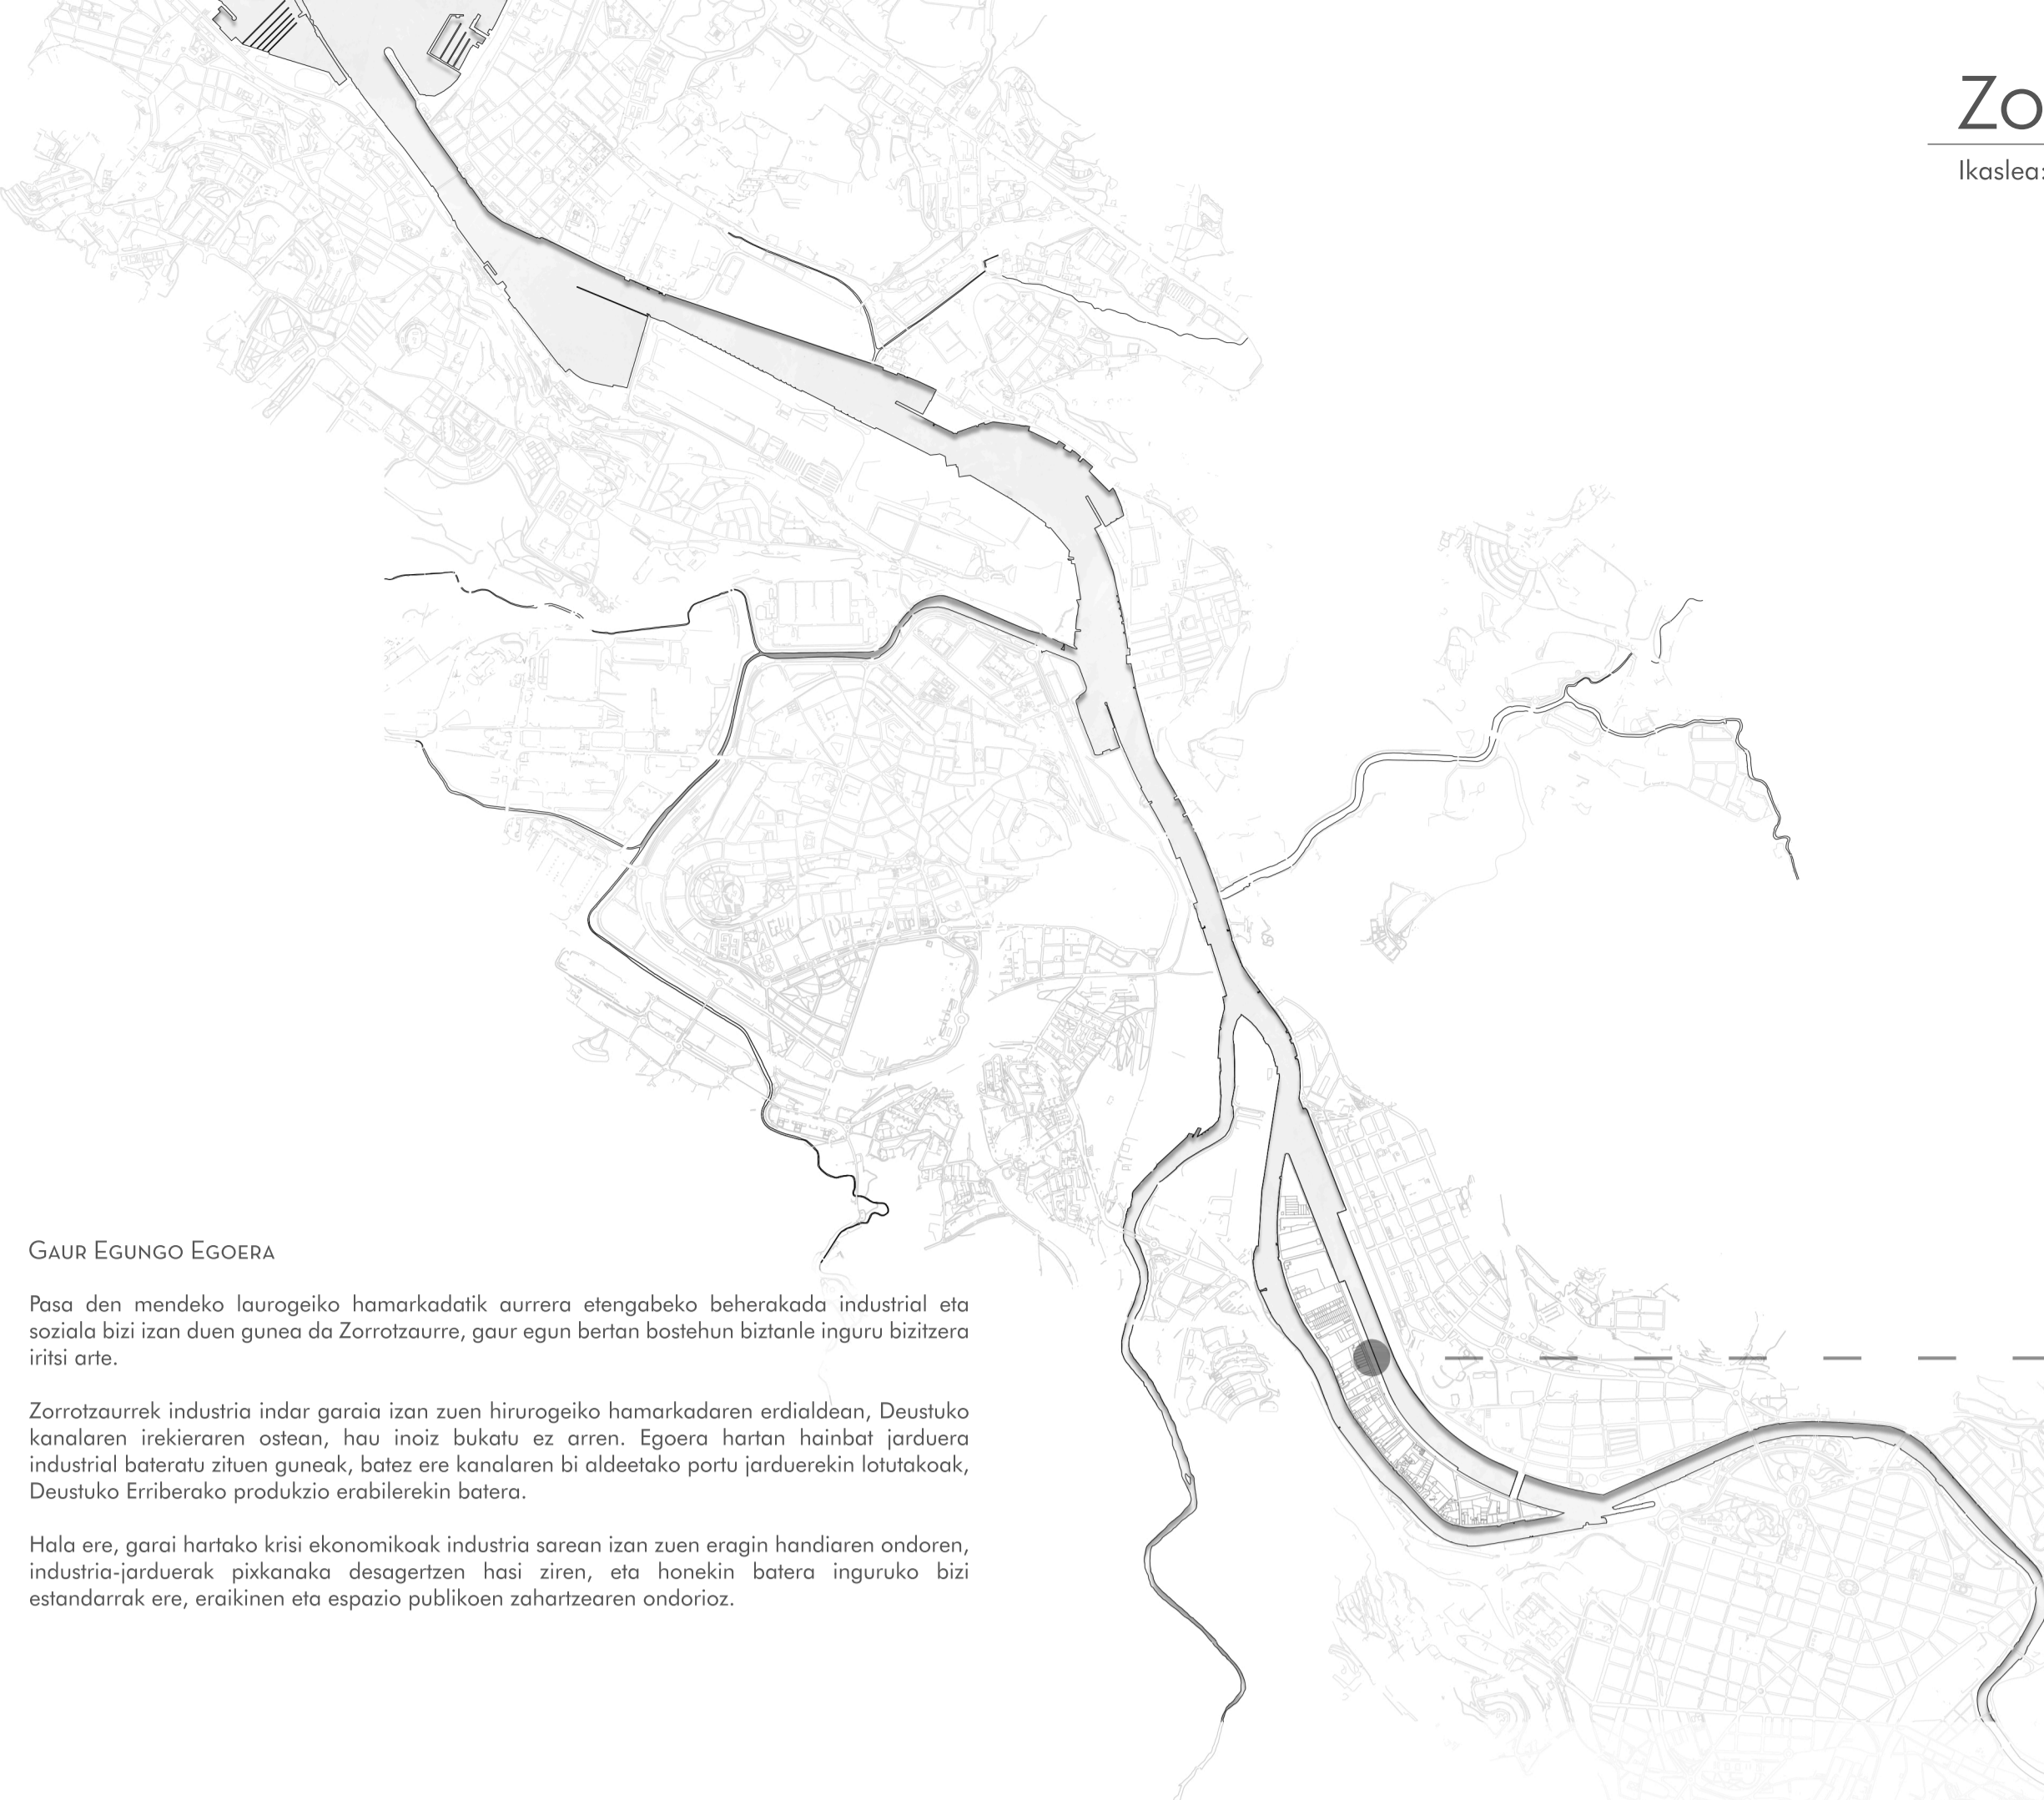 Zo
Ikaslea:
Gaur Egungo Egoera
Pasa den mendeko laurogeiko hamarkadatik aurrera etengabeko beherakada industrial eta
soziala bizi izan duen gunea da Zorrotzaurre, gaur egun bertan bostehun biztanle inguru bizitzera
iritsi arte.
Zorrotzaurrek industria indar garaia izan zuen hirurogeiko hamarkadaren erdialdean, Deustuko
kanalaren irekieraren ostean, hau inoiz bukatu ez arren. Egoera hartan hainbat jarduera
industrial bateratu zituen guneak, batez ere kanalaren bi aldeetako portu jarduerekin lotutakoak,
Deustuko Erriberako produkzio erabilerekin batera.
Hala ere, garai hartako krisi ekonomikoak industria sarean izan zuen eragin handiaren ondoren,
industria-jarduerak pixkanaka desagertzen hasi ziren, eta honekin batera inguruko bizi
estandarrak ere, eraikinen eta espazio publikoen zahartzearen ondorioz.